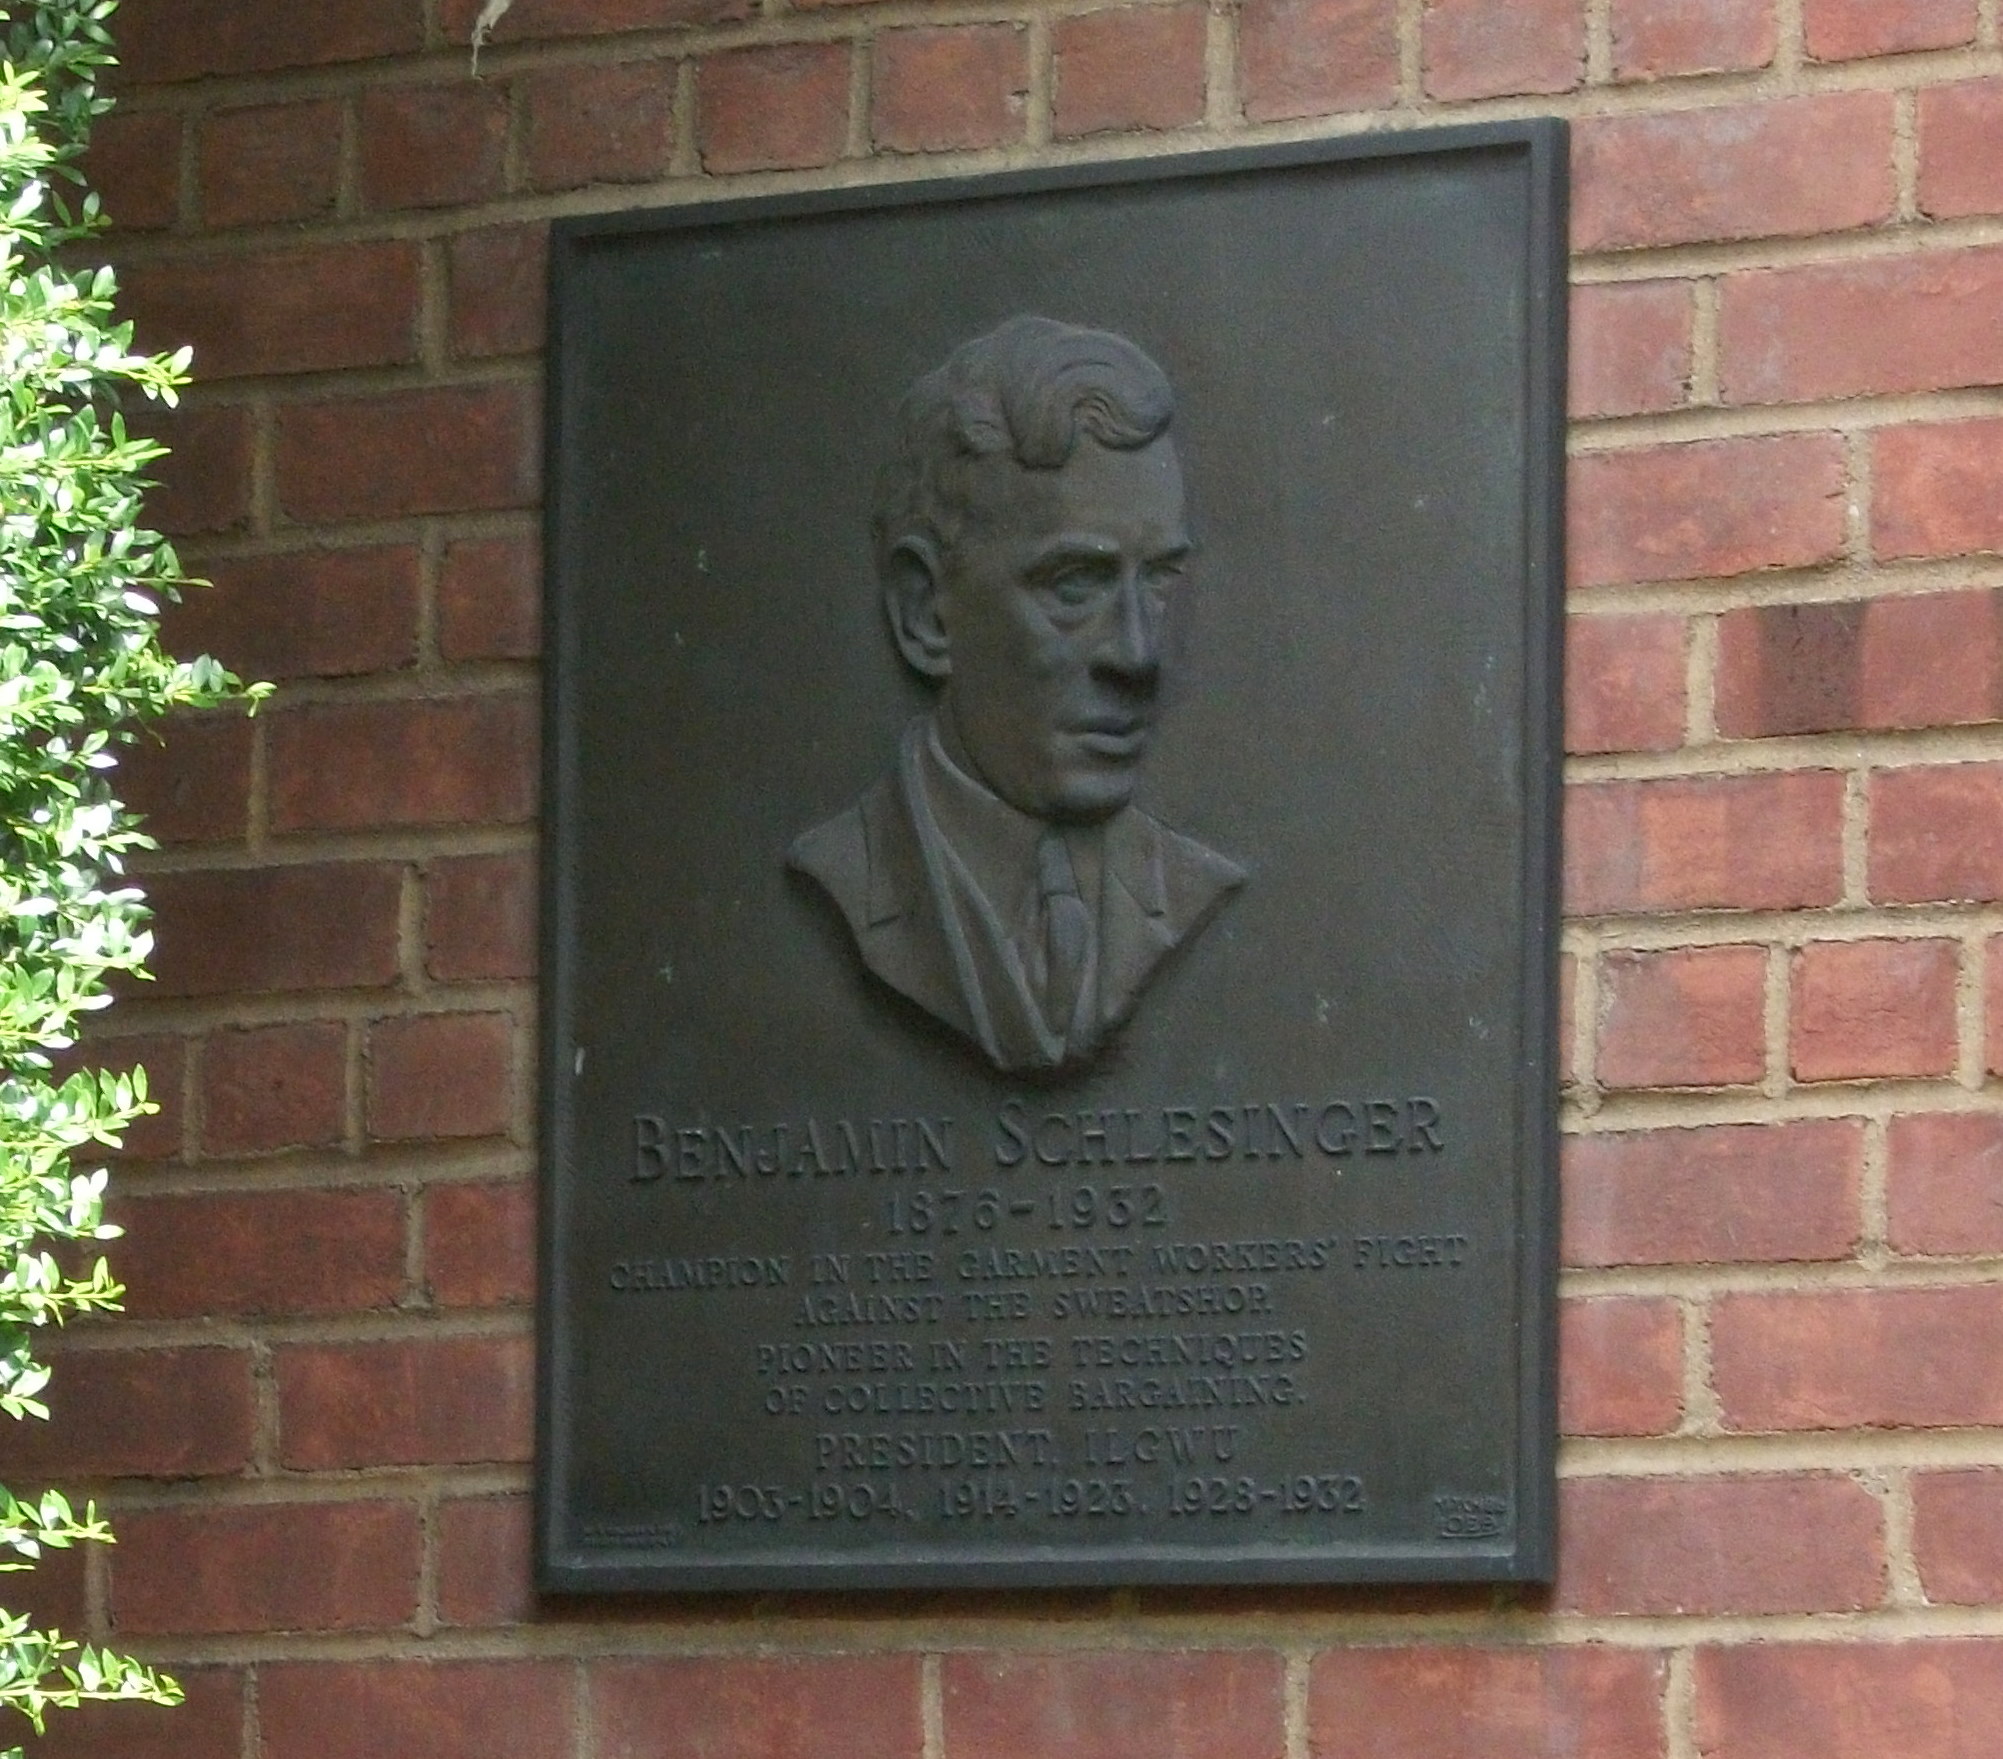 BENJAMIN SCHLESINGER
1876-1932
CHAMPION IN THE GARMENT WORKERS' FIGHT
AGAINST THE SWEATSHOP.
PIONEER IN THE TECHNIQUES
OF COLLECTIVE BARGAINING.
PRESIDENT, ILGWU
1903-1904, 1914-1923, 1928-1932